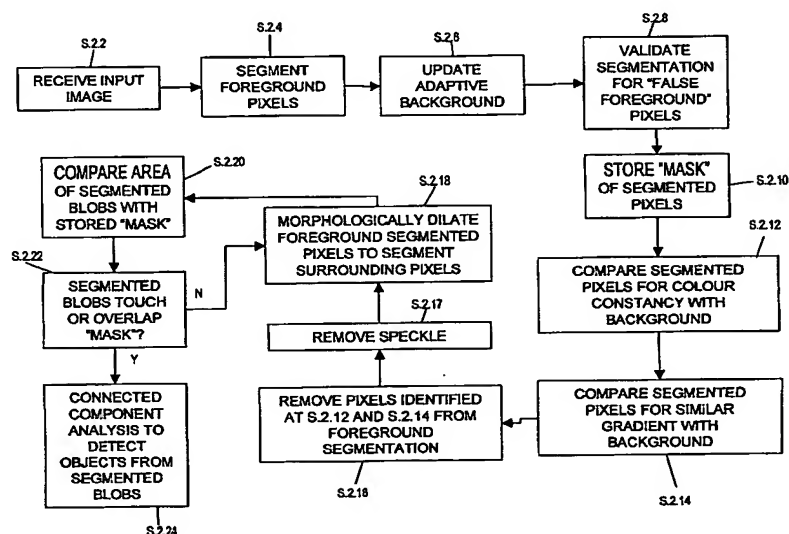 S.2.2
RECEIVE INPUT
IMAGE
S.2.4
SEGMENT
FOREGROUND
PIXELS
S.2.6
UPDATE
ADAPTIVE
BACKGROUND
S.2.8
VALIDATE
SEGMENTATION
FOR "FALSE
FOREGROUND"
PIXELS
STORE "MASK"
OF SEGMENTED
PIXELS
S.2.10
S.2.12
COMPARE SEGMENTED
PIXELS FOR COLOUR
CONSTANCY WITH
BACKGROUND
COMPARE SEGMENTED
PIXELS FOR SIMILAR
GRADIENT WITH
BACKGROUND
S.2.14
REMOVE PIXELS IDENTIFIED
AT S.2.12 AND S.2.14 FROM
FOREGROUND
SEGMENTATION
S.2.16
S.2.17
REMOVE SPECKLE
S.2.18
MORPHOLOGICALLY DILATE
FOREGROUND SEGMENTED
PIXELS TO SEGMENT
SURROUNDING PIXELS
S.2.20
COMPARE AREA
OF SEGMENTED
BLOBS WITH
STORED "MASK"
S.2.22
SEGMENTED
BLOBS TOUCH
OR OVERLAP
"MASK"?
N
Y
CONNECTED
COMPONENT
ANALYSIS TO
DETECT
OBJECTS FROM
SEGMENTED
BLOBS
S.2.24